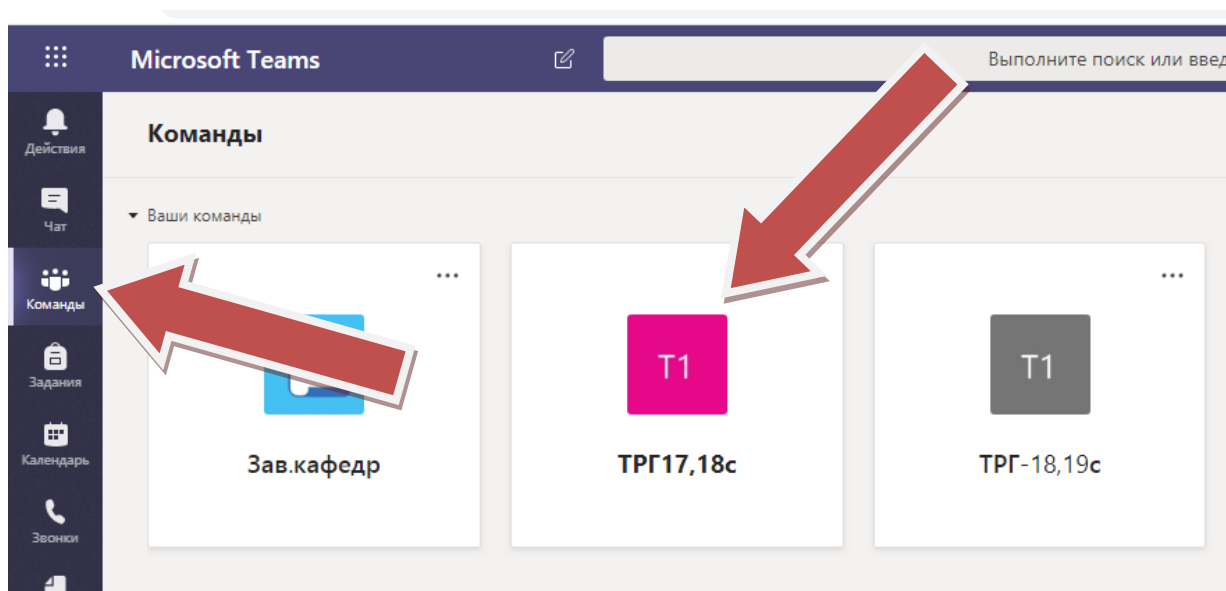 Microsoft Teams
Выполните поиск или введ
Действия
Чат
Команды
Задания
Календарь
Звонки
Команды
Ваши команды
Зав.кафедр
T1
ТРГ17,18с
T1
ТРГ-18,19с